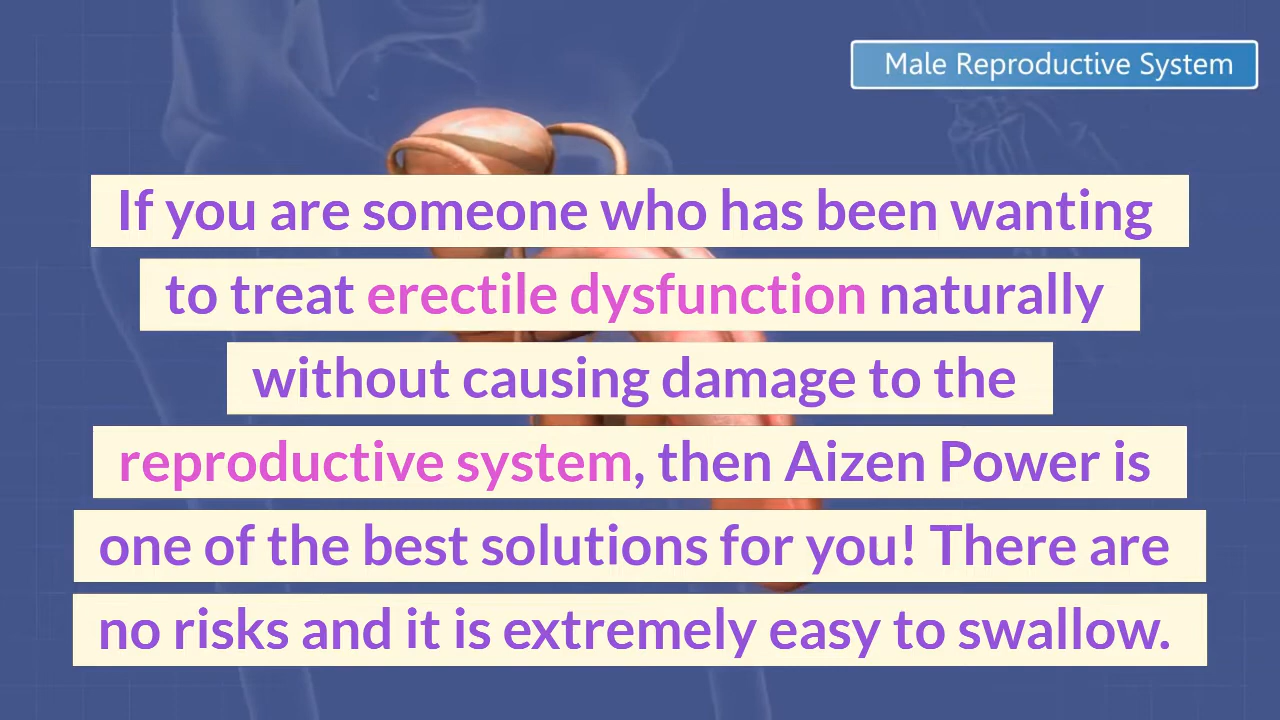 Male Reproductive System
If you are someone who has been wanting
to treat erectile dysfunction naturally
without causing damage to the
reproductive system, then Aizen Power is
one of the best solutions for you! There are
no risks and it is extremely easy to swallow.